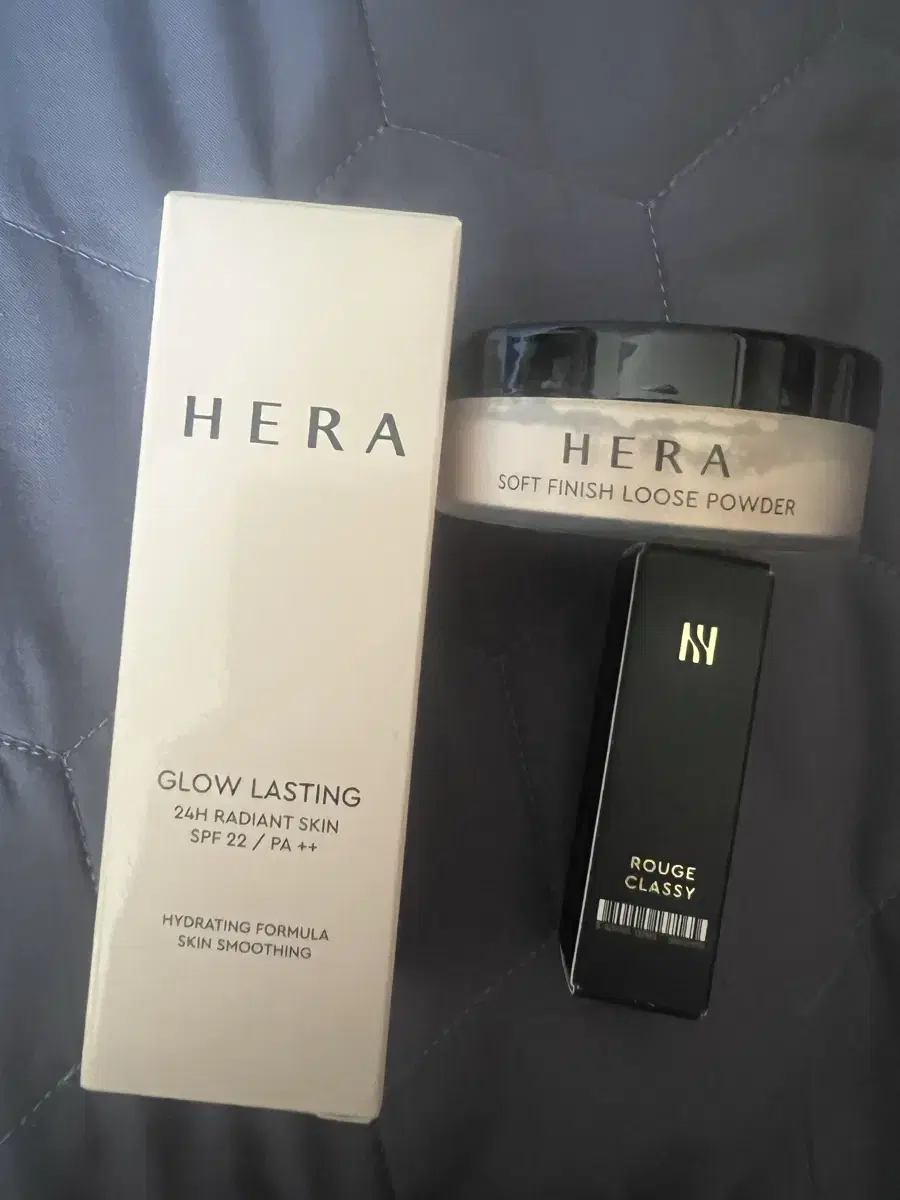 HERA
GLOW LASTING
24H RADIANT SKIN
SPF 22 / PA ++
HYDRATING FORMULA
SKIN SMOOTHING
HERA
SOFT FINISH LOOSE POWDER
ROUGE
CLASSY